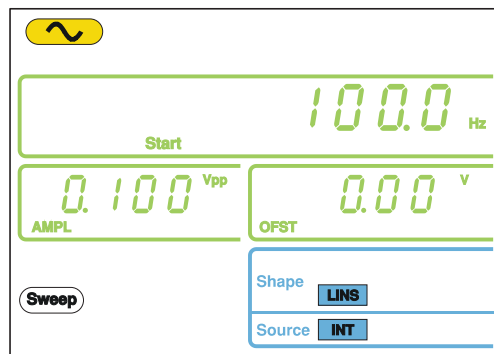 100.0 Hz
Start
0.100 Vpp
AMPL
0.00 V
OFST
Shape LINS
Sweep
Source INT